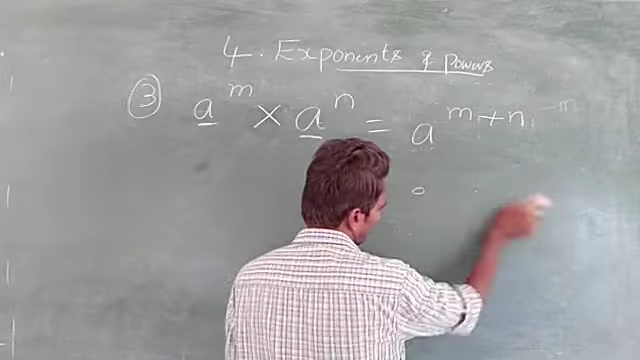 4. Exponents & Powers
③ a^m × a^n = a^m+n